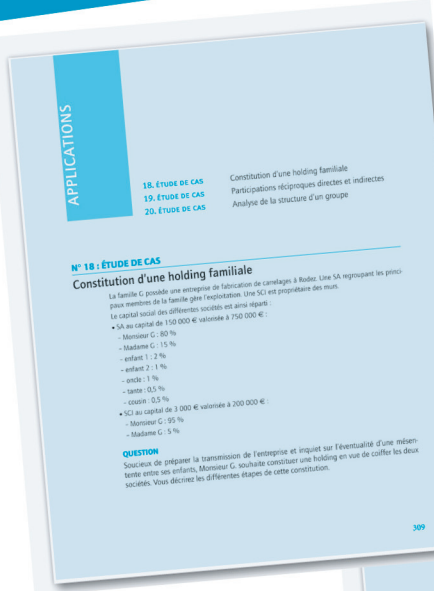 APPLICATIONS
18. ÉTUDE DE CAS Constitution d'une holding familiale
19. ÉTUDE DE CAS Participations réciproques directes et indirectes
20. ÉTUDE DE CAS Analyse de la structure d'un groupe
N° 18 : ÉTUDE DE CAS
Constitution d'une holding familiale
La famille G possède une entreprise de fabrication de carrelages à Rodez. Une SA regroupant les princi-
paux membres de la famille gère l'exploitation. Une SCI est propriétaire des murs.
Le capital social des différentes sociétés est ainsi réparti :
• SA au capital de 150 000 € valorisée à 750 000 € :
– Monsieur G : 80 %
– Madame G : 15 %
– enfant 1 : 2 %
– enfant 2 : 1 %
– oncle : 1 %
– tante : 0,5 %
– cousin : 0,5 %
• SCI au capital de 3 000 € valorisée à 200 000 € :
– Monsieur G : 95 %
– Madame G : 5 %
QUESTION
Soucieux de préparer la transmission de l'entreprise et inquiet sur l'éventualité d'une mésen-
tente entre ses enfants, Monsieur G. souhaite constituer une holding en vue de coiffer les deux
sociétés. Vous décrirez les différentes étapes de cette constitution.
309